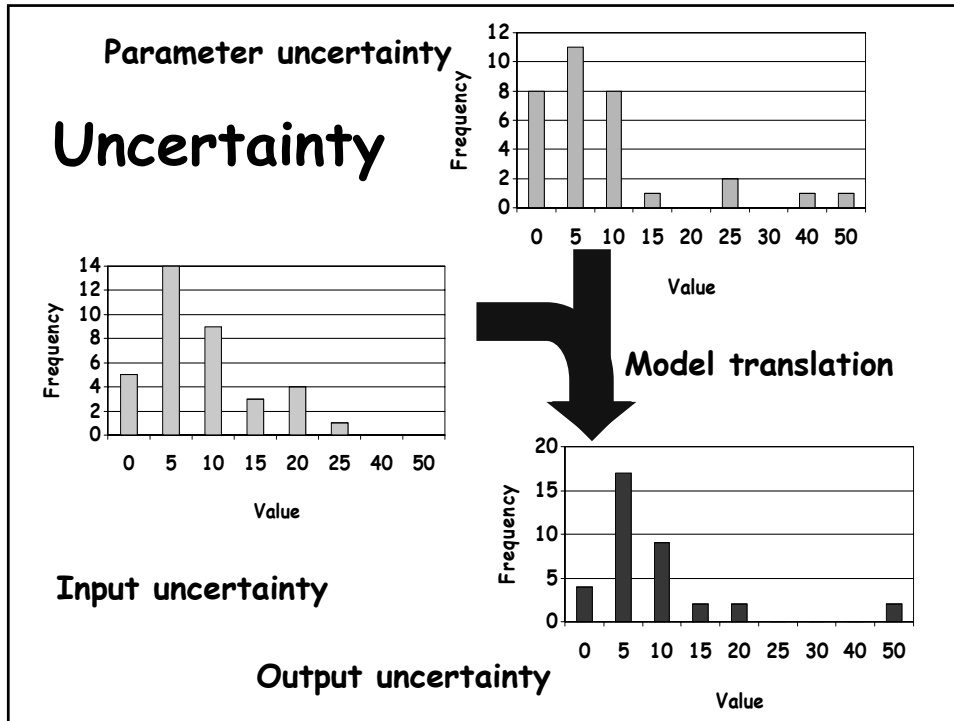 Parameter uncertainty
Uncertainty
Frequency
12
10
8
6
4
2
0
0 5 10 15 20 25 30 40 50
Value
Frequency
14
12
10
8
6
4
2
0
0 5 10 15 20 25 40 50
Value
Model translation
Input uncertainty
Frequency
20
15
10
5
0
0 5 10 15 20 25 30 40 50
Value
Output uncertainty